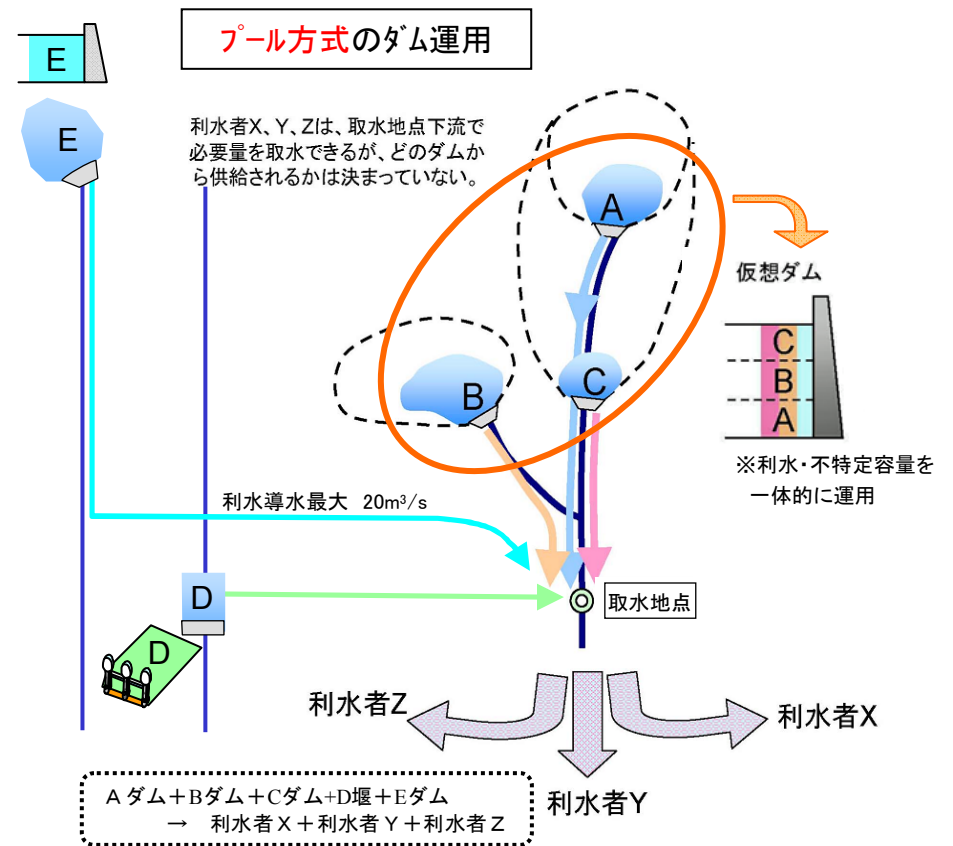 プール方式のダム運用
E
E
利水者X、Y、Zは、取水地点下流で
必要量を取水できるが、どのダムか
ら供給されるかは決まっていない。
A
仮想ダム
C
B
A
C
B
※利水・不特定容量を
一体的に運用
利水導水最大 20m³/s
D
取水地点
D
利水者Z
利水者X
利水者Y
Aダム+Bダム+Cダム+D堰+Eダム
→ 利水者X+利水者Y+利水者Z